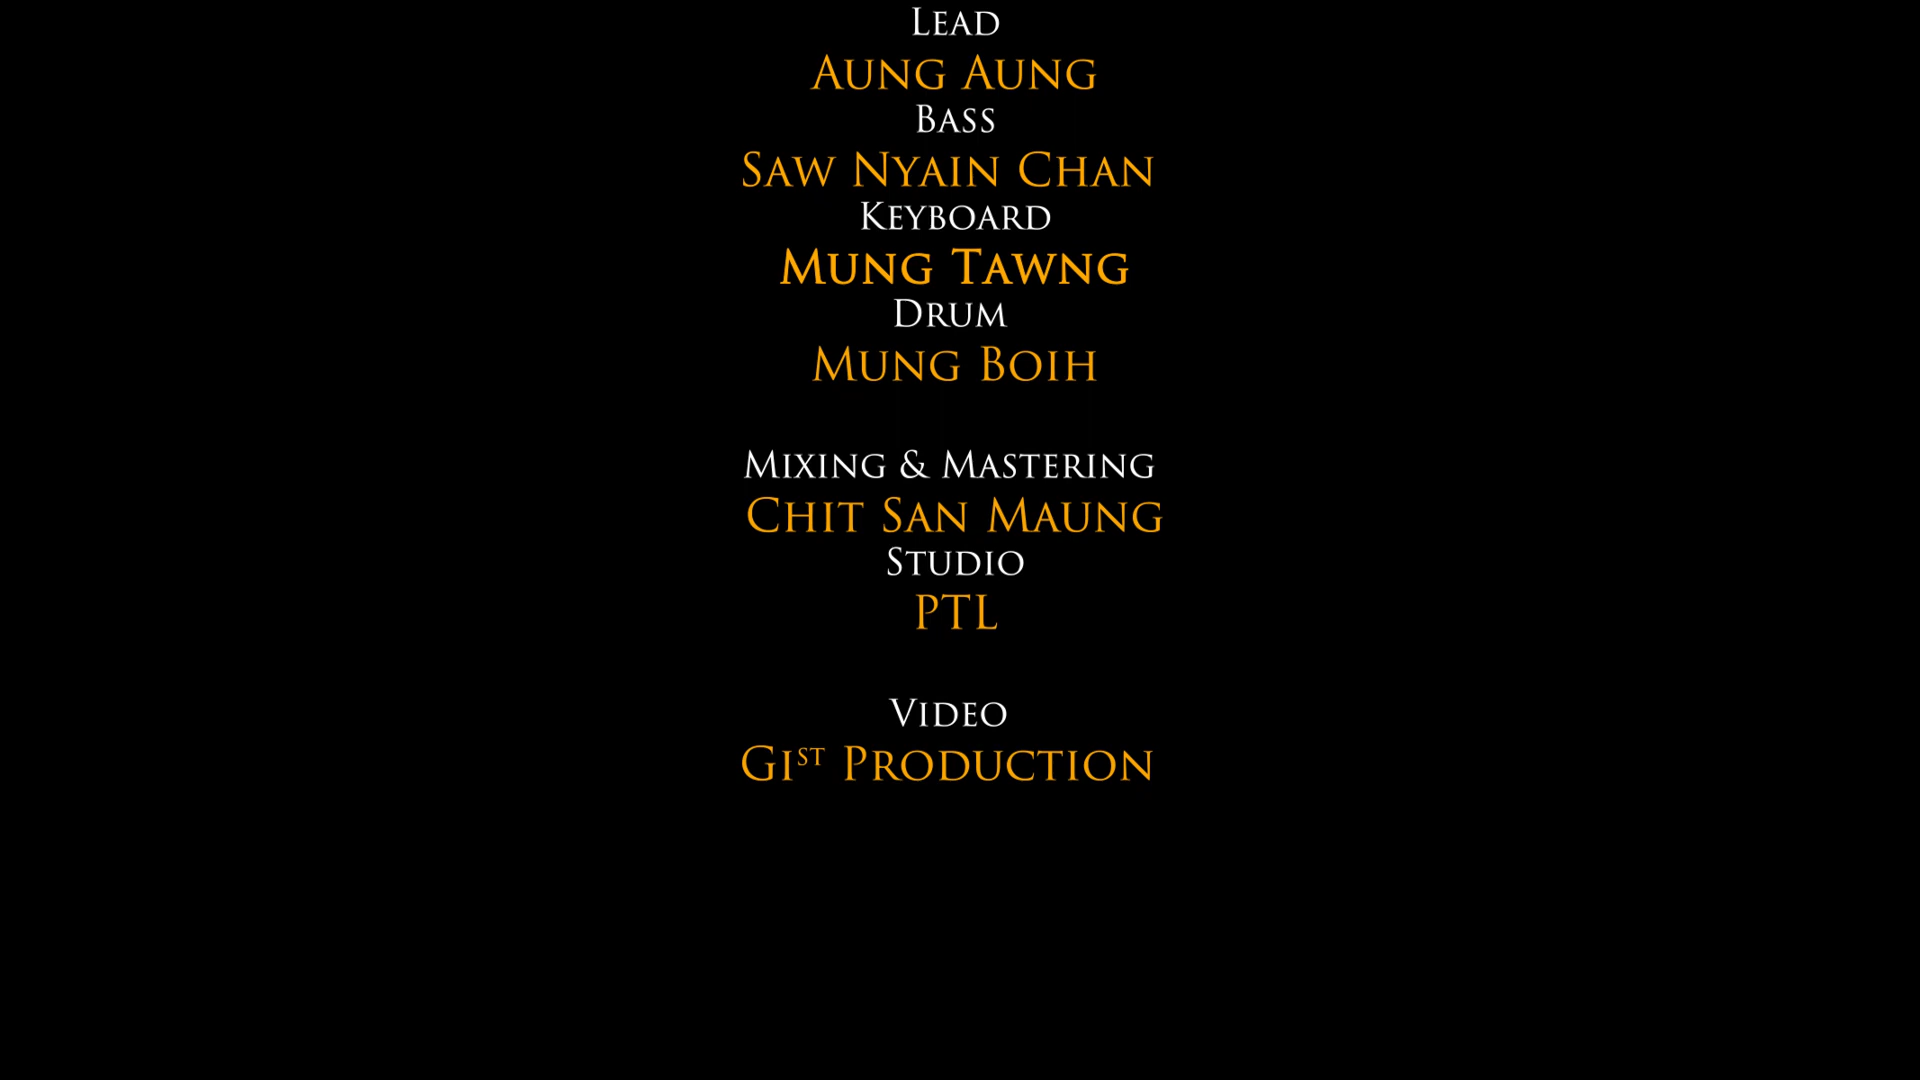 Lead
Aung Aung
Bass
Saw Nyain Chan
Keyboard
Mung Tawng
Drum
Mung Boih
Mixing & Mastering
Chit San Maung
Studio
PTL
Video
Gist Production